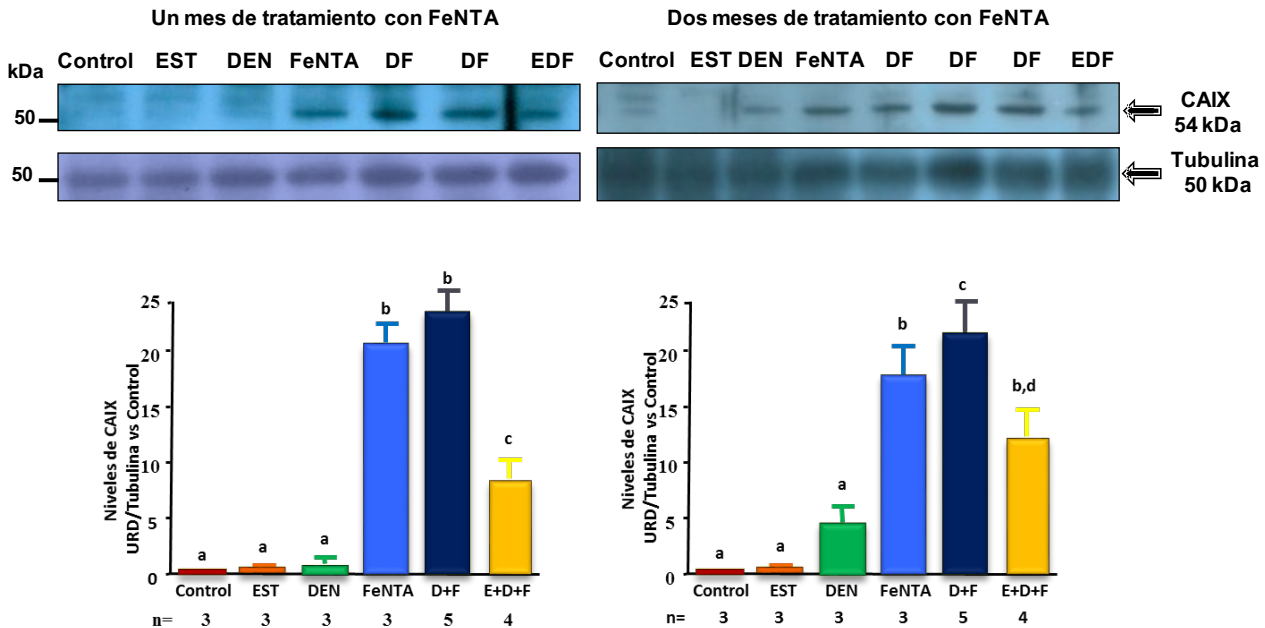 Un mes de tratamiento con FeNTA
Dos meses de tratamiento con FeNTA
kDa
Control EST DEN FeNTA DF DF EDF
Control EST DEN FeNTA DF DF DF EDF
50
CAIX
54 kDa
50
Tubulina
50 kDa
Niveles de CAIX
URD/Tubulina vs Control
25
20
15
10
5
0
a
a
a
b
b
c
Control EST DEN FeNTA D+F E+D+F
n= 3 3 3 3 5 4
Niveles de CAIX
URD/Tubulina vs Control
25
20
15
10
5
0
a
a
a
b
c
b,d
Control EST DEN FeNTA D+F E+D+F
n= 3 3 3 3 5 4